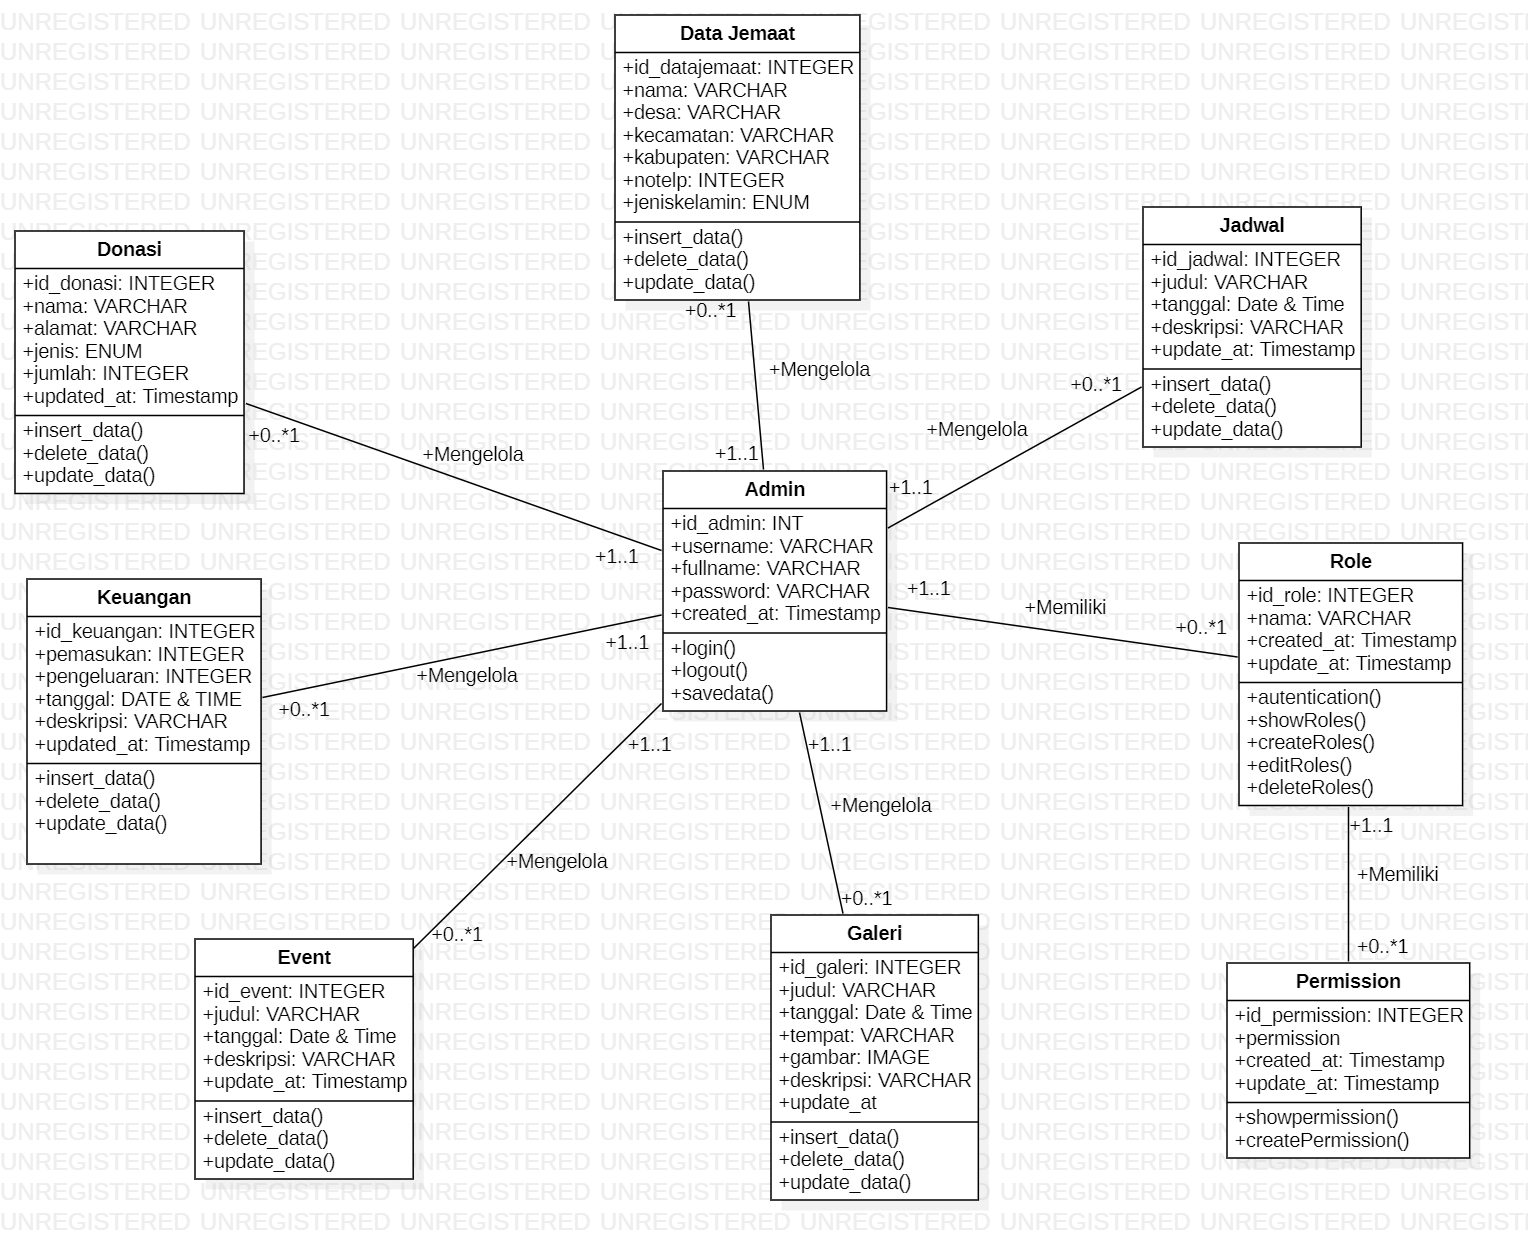 Data Jemaat
+id_datajemaat: INTEGER
+nama: VARCHAR
+desa: VARCHAR
+kecamatan: VARCHAR
+kabupaten: VARCHAR
+notelp: INTEGER
+jeniskelamin: ENUM
+insert_data()
+delete_data()
+update_data()
+0..*1
+Mengelola
+1..1
Donasi
+id_donasi: INTEGER
+nama: VARCHAR
+alamat: VARCHAR
+jenis: ENUM
+jumlah: INTEGER
+updated_at: Timestamp
+insert_data()
+delete_data()
+update_data()
+0..*1
+Mengelola
+1..1
Jadwal
+id_jadwal: INTEGER
+judul: VARCHAR
+tanggal: Date & Time
+deskripsi: VARCHAR
+update_at: Timestamp
+insert_data()
+delete_data()
+update_data()
+0..*1
+Mengelola
+1..1
Admin
+id_admin: INT
+username: VARCHAR
+fullname: VARCHAR
+password: VARCHAR
+created_at: Timestamp
+login()
+logout()
+savedata()
+1..1
+Memiliki
+0..*1
Role
+id_role: INTEGER
+nama: VARCHAR
+created_at: Timestamp
+update_at: Timestamp
+autentication()
+showRoles()
+createRoles()
+editRoles()
+deleteRoles()
+1..1
+Memiliki
+0..*1
Keuangan
+id_keuangan: INTEGER
+pemasukan: INTEGER
+pengeluaran: INTEGER
+tanggal: DATE & TIME
+deskripsi: VARCHAR
+updated_at: Timestamp
+insert_data()
+delete_data()
+update_data()
+1..1
+Mengelola
+0..*1
+1..1
+Mengelola
+0..*1
Event
+id_event: INTEGER
+judul: VARCHAR
+tanggal: Date & Time
+deskripsi: VARCHAR
+update_at: Timestamp
+insert_data()
+delete_data()
+update_data()
+1..1
+Mengelola
+0..*1
Galeri
+id_galeri: INTEGER
+judul: VARCHAR
+tanggal: Date & Time
+tempat: VARCHAR
+gambar: IMAGE
+deskripsi: VARCHAR
+update_at
+insert_data()
+delete_data()
+update_data()
Permission
+id_permission: INTEGER
+permission
+created_at: Timestamp
+update_at: Timestamp
+showpermission()
+createPermission()
UNREGISTERED